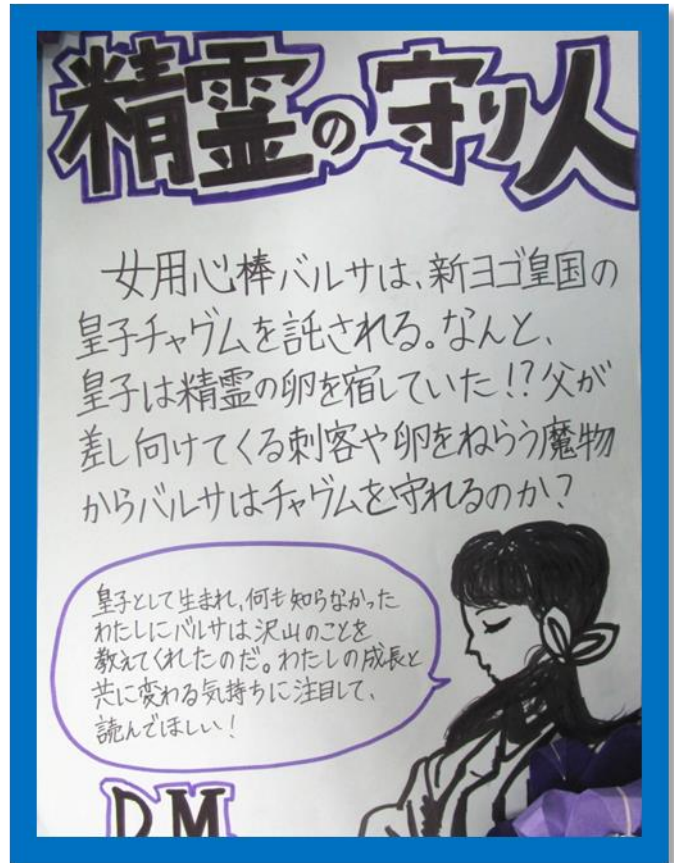 精霊の守り人
女用心棒バルサは、新ヨゴ皇国の
皇子チャグムを託される。なんと、
皇子は精霊の卵を宿していた!?父が
差し向けてくる刺客や卵をねらう魔物
からバルサはチャグムを守れるのか?
皇子として生まれ、何も知らなかった
わたしにバルサは沢山のことを
教えてくれたのだ。わたしの成長と
共に変わる気持ちに注目して、
読んでほしい!
D.M